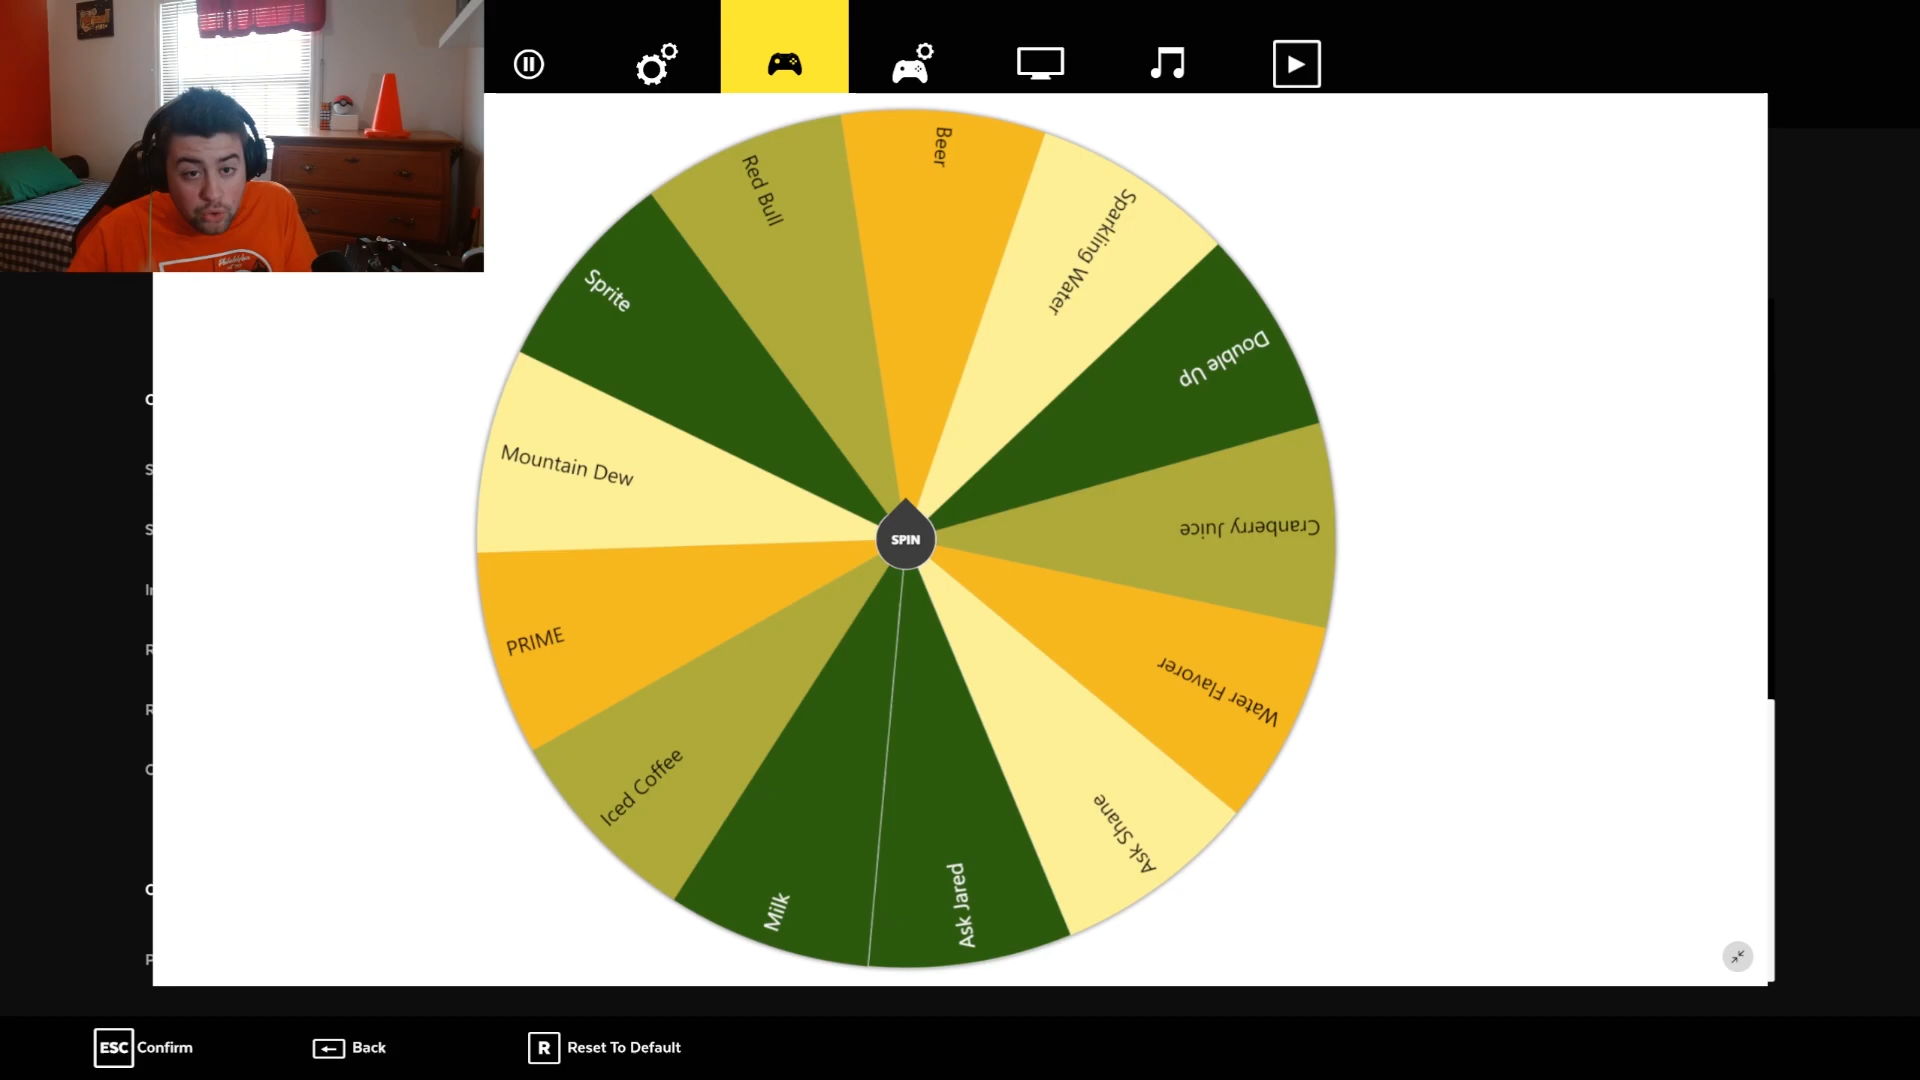 Beer
Sparkling Water
Double Up
Cranberry Juice
Water Flavorer
Ask Shane
Ask Jared
Milk
Iced Coffee
PRIME
Mountain Dew
Sprite
Red Bull
SPIN
ESC Confirm
Back
R Reset To Default